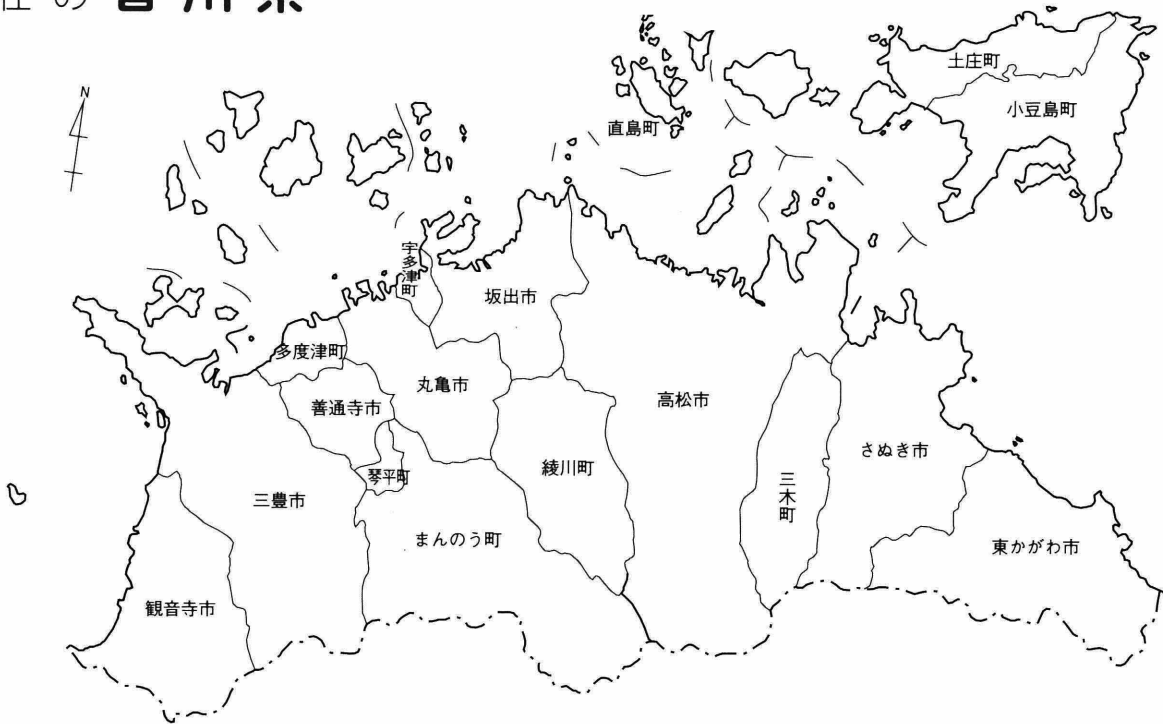 の
N
土庄町
小豆島町
直島町
宇多津町
坂出市
多度津町
丸亀市
善通寺市
高松市
さぬき市
綾川町
琴平町
三豊市
三木町
まんのう町
東かがわ市
観音寺市